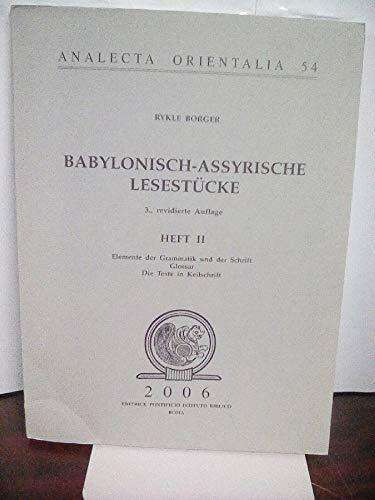 ANALECTA ORIENTALIA 54
RYKLE BORGER
BABYLONISCH-ASSYRISCHE
LESESTÜCKE
3., revidierte Auflage
HEFT II
Elemente der Grammatik und der Schrift
Glossar
Die Texte in Keilschrift
2006
EDITRICE PONTIFICIO ISTITUTO BIBLICO
ROMA